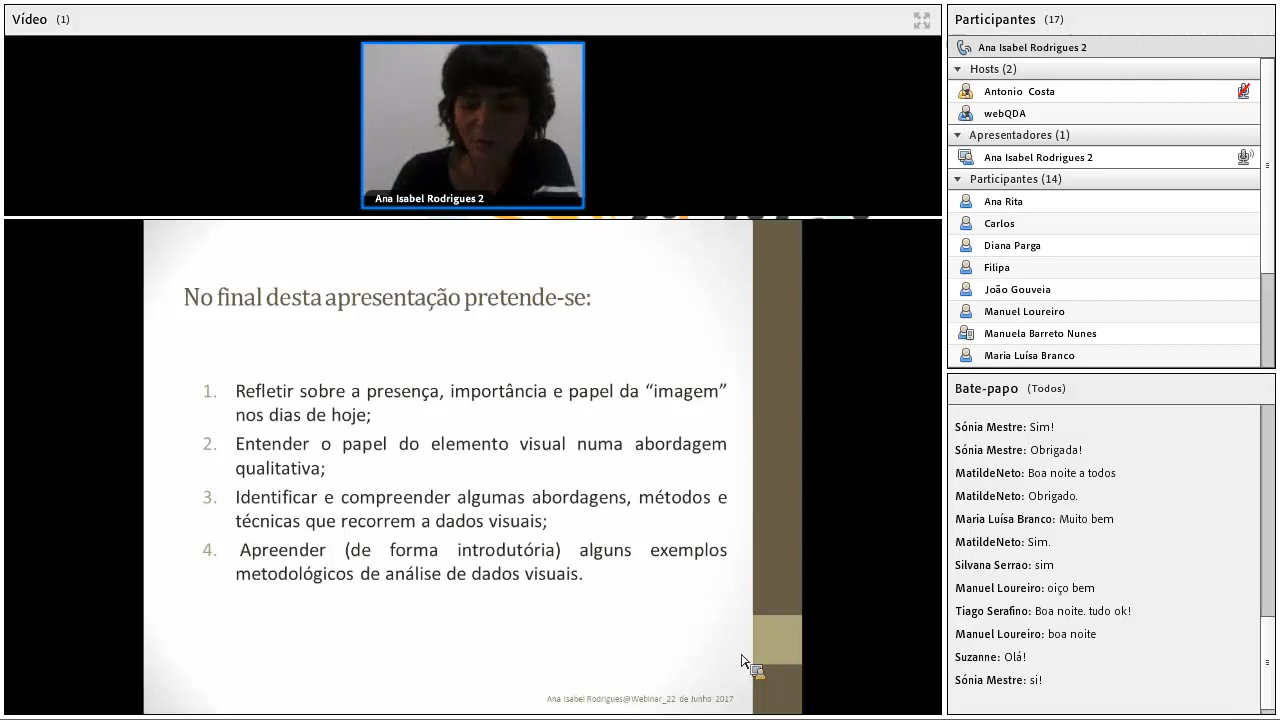 Vídeo (1)
Ana Isabel Rodrigues 2
No final desta apresentação pretende-se:
1. Refletir sobre a presença, importância e papel da “imagem”
nos dias de hoje;
2. Entender o papel do elemento visual numa abordagem
qualitativa;
3. Identificar e compreender algumas abordagens, métodos e
técnicas que recorrem a dados visuais;
4. Apreender (de forma introdutória) alguns exemplos
metodológicos de análise de dados visuais.
Ana Isabel Rodrigues@Webinar_22 de Junho 2017
Participantes (17)
Ana Isabel Rodrigues 2
Hosts (2)
Antonio Costa
webQDA
Apresentadores (1)
Ana Isabel Rodrigues 2
Participantes (14)
Ana Rita
Carlos
Diana Parga
Filipa
João Gouveia
Manuel Loureiro
Manuela Barreto Nunes
Maria Luísa Branco
Bate-papo (Todos)
Sónia Mestre: Sim!
Sónia Mestre: Obrigada!
MatildeNeto: Boa noite a todos
MatildeNeto: Obrigado.
Maria Luísa Branco: Muito bem
MatildeNeto: Sim.
Silvana Serrao: sim
Manuel Loureiro: oiço bem
Tiago Serafino: Boa noite. tudo ok!
Manuel Loureiro: boa noite
Suzanne: Olá!
Sónia Mestre: si!